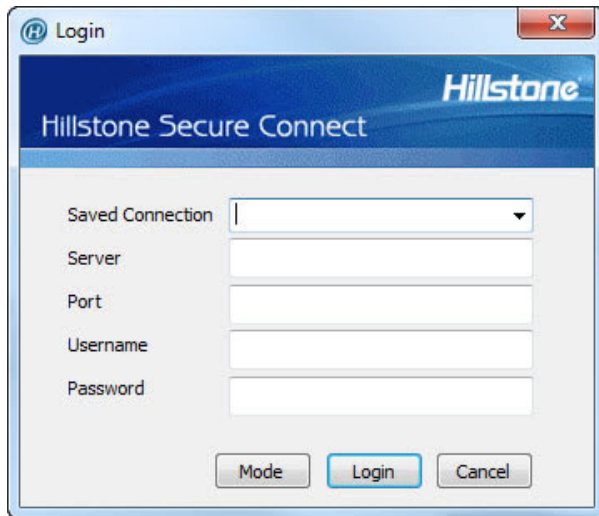 Login
Hillstone
Hillstone Secure Connect
Saved Connection
Server
Port
Username
Password
Mode Login Cancel